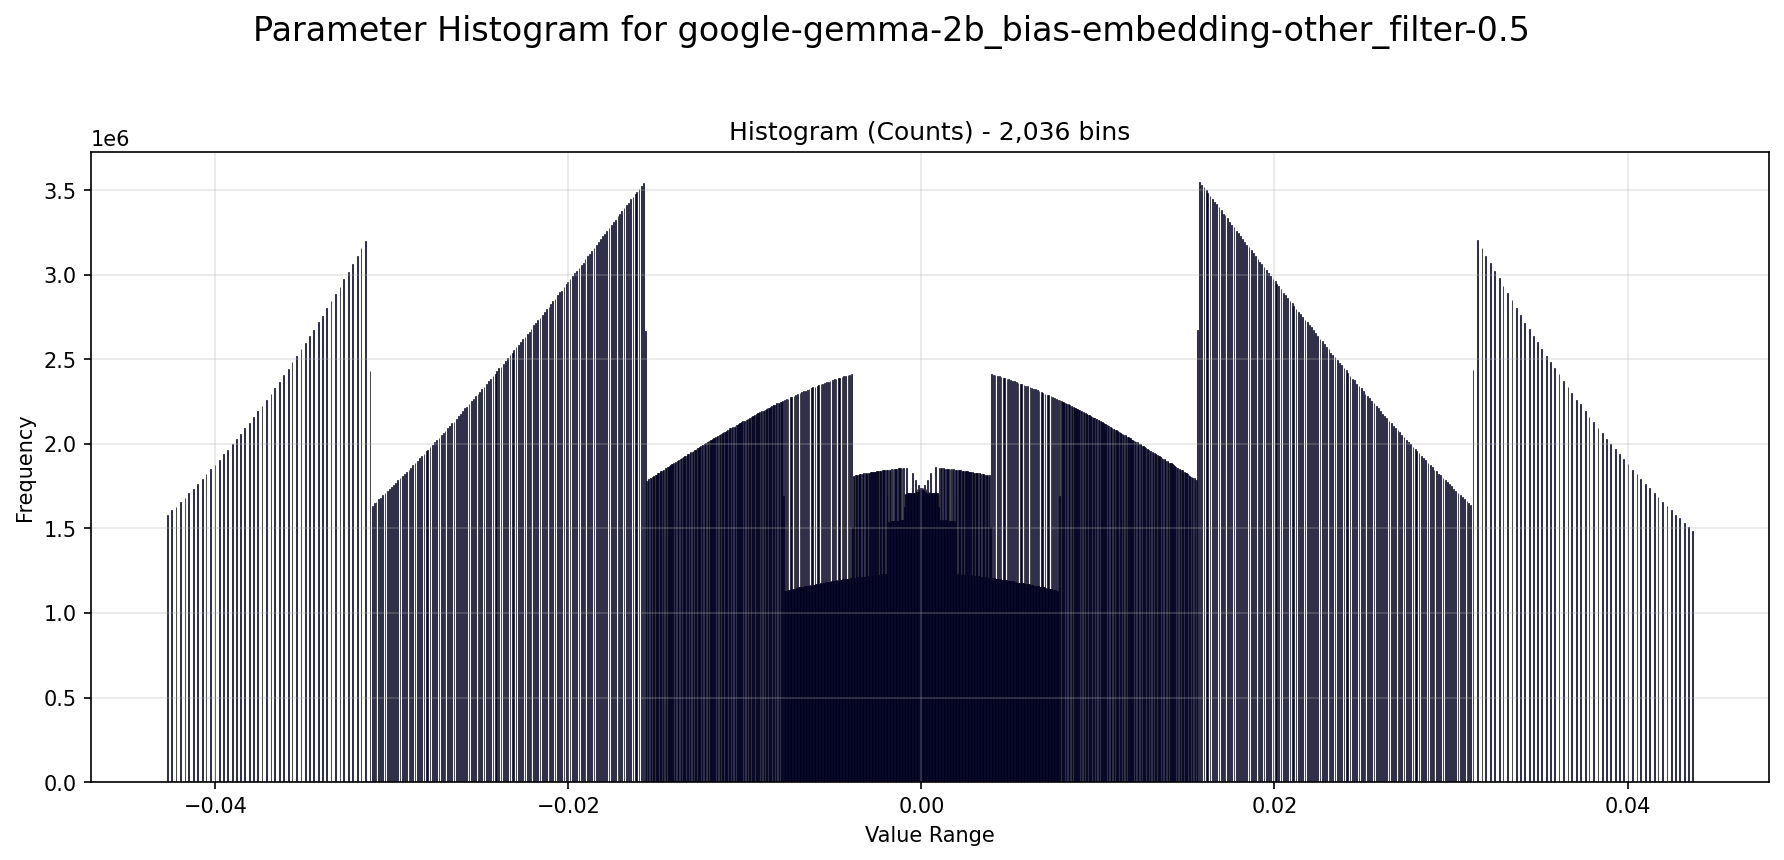 Parameter Histogram for google-gemma-2b_bias-embedding-other_filter-0.5
Histogram (Counts) - 2,036 bins
1e6
3.5
3.0
2.5
2.0
1.5
1.0
0.5
0.0
Frequency
−0.04
−0.02
0.00
0.02
0.04
Value Range